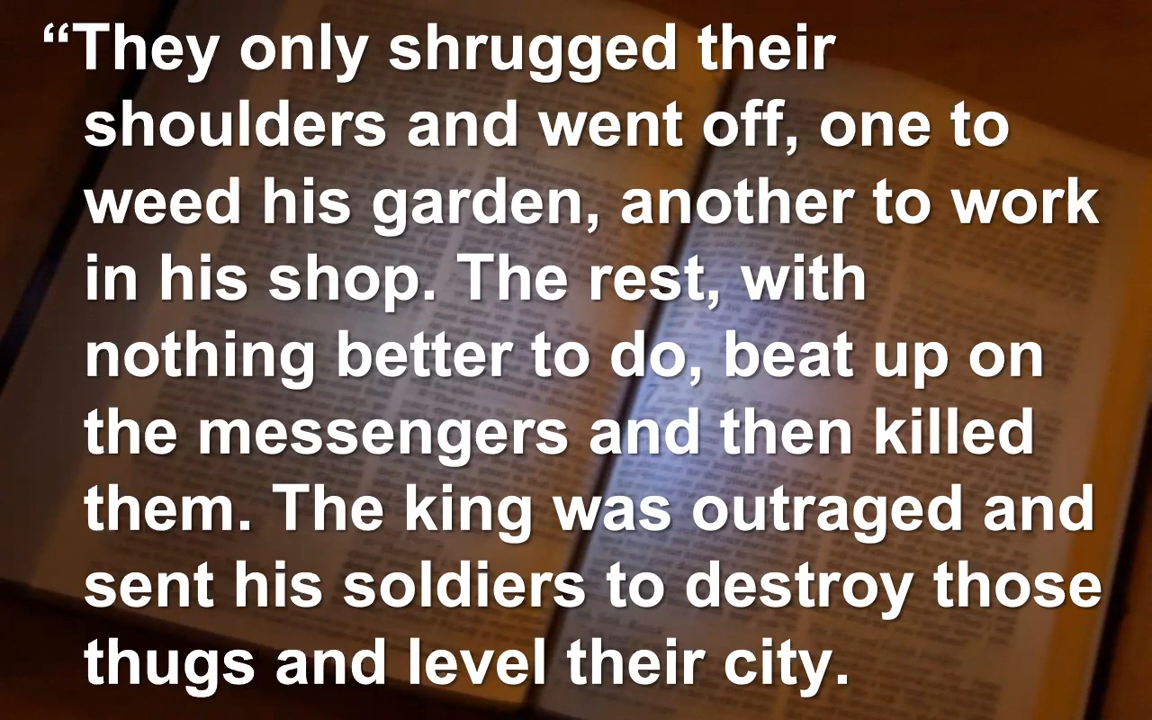 “They only shrugged their
shoulders and went off, one to
weed his garden, another to work
in his shop. The rest, with
nothing better to do, beat up on
the messengers and then killed
them. The king was outraged and
sent his soldiers to destroy those
thugs and level their city.